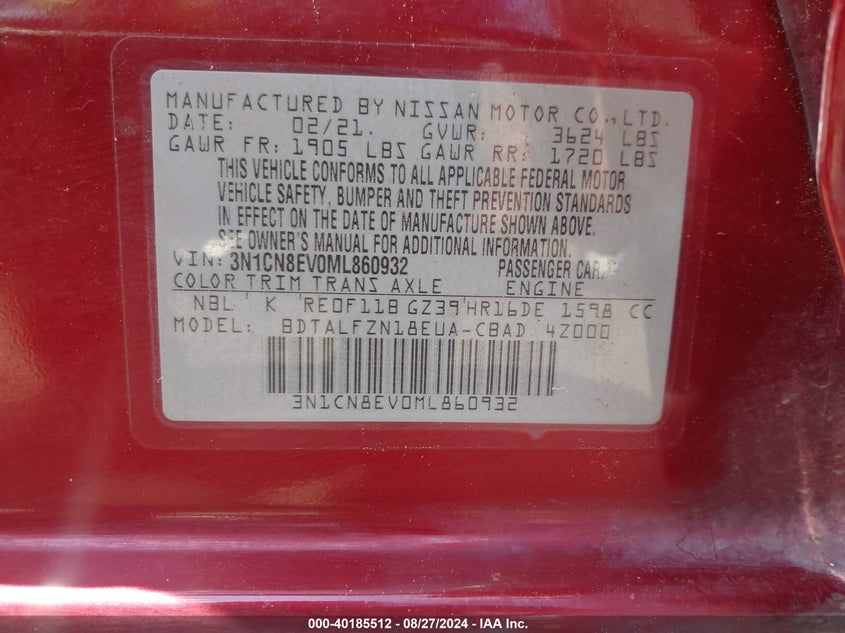 MANUFACTURED BY NISSAN MOTOR CO.,LTD.
DATE: 02/21. GVWR: 3624 LBS
GAWR FR: 1905 LBS GAWR RR: 1720 LBS
THIS VEHICLE CONFORMS TO ALL APPLICABLE FEDERAL MOTOR
VEHICLE SAFETY, BUMPER AND THEFT PREVENTION STANDARDS
IN EFFECT ON THE DATE OF MANUFACTURE SHOWN ABOVE.
SEE OWNER'S MANUAL FOR ADDITIONAL INFORMATION.
VIN: 3N1CN8EV0ML860932 PASSENGER CAR
COLOR TRIM TRANS AXLE ENGINE
NBL K RE0F11B GZ39 HR16DE 1598 CC
MODEL: BDTALFZN18EUA-CBAD 4Z000
3N1CN8EV0ML860932
000-40185512 - 08/27/2024 - IAA Inc.